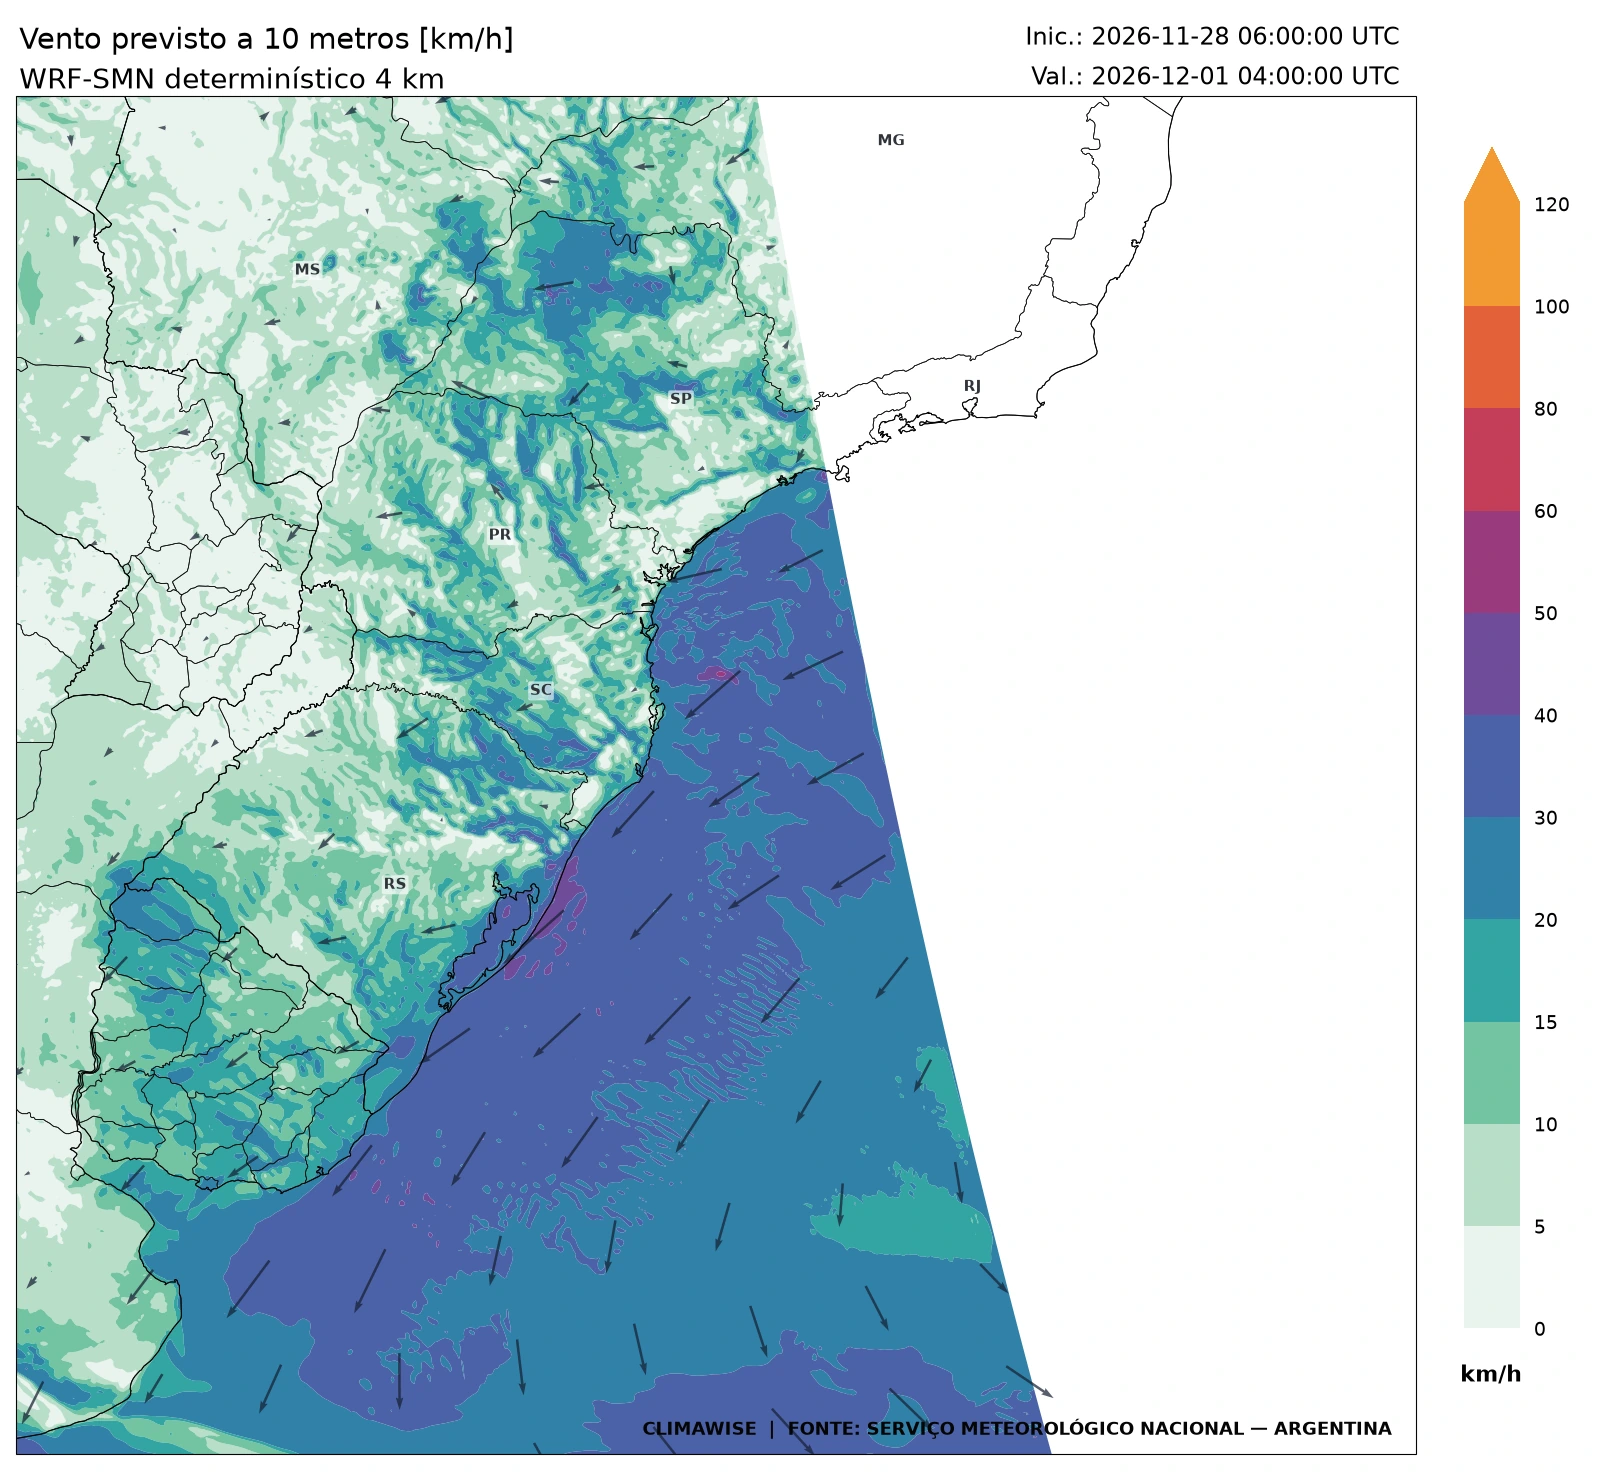 Vento previsto a 10 metros [km/h]
WRF-SMN determinístico 4 km
Inic.: 2026-11-28 06:00:00 UTC
Val.: 2026-12-01 04:00:00 UTC
MG
MS
RJ
SP
PR
SC
RS
120
100
80
60
50
40
30
20
15
10
5
0
km/h
CLIMAWISE | FONTE: SERVIÇO METEOROLÓGICO NACIONAL — ARGENTINA